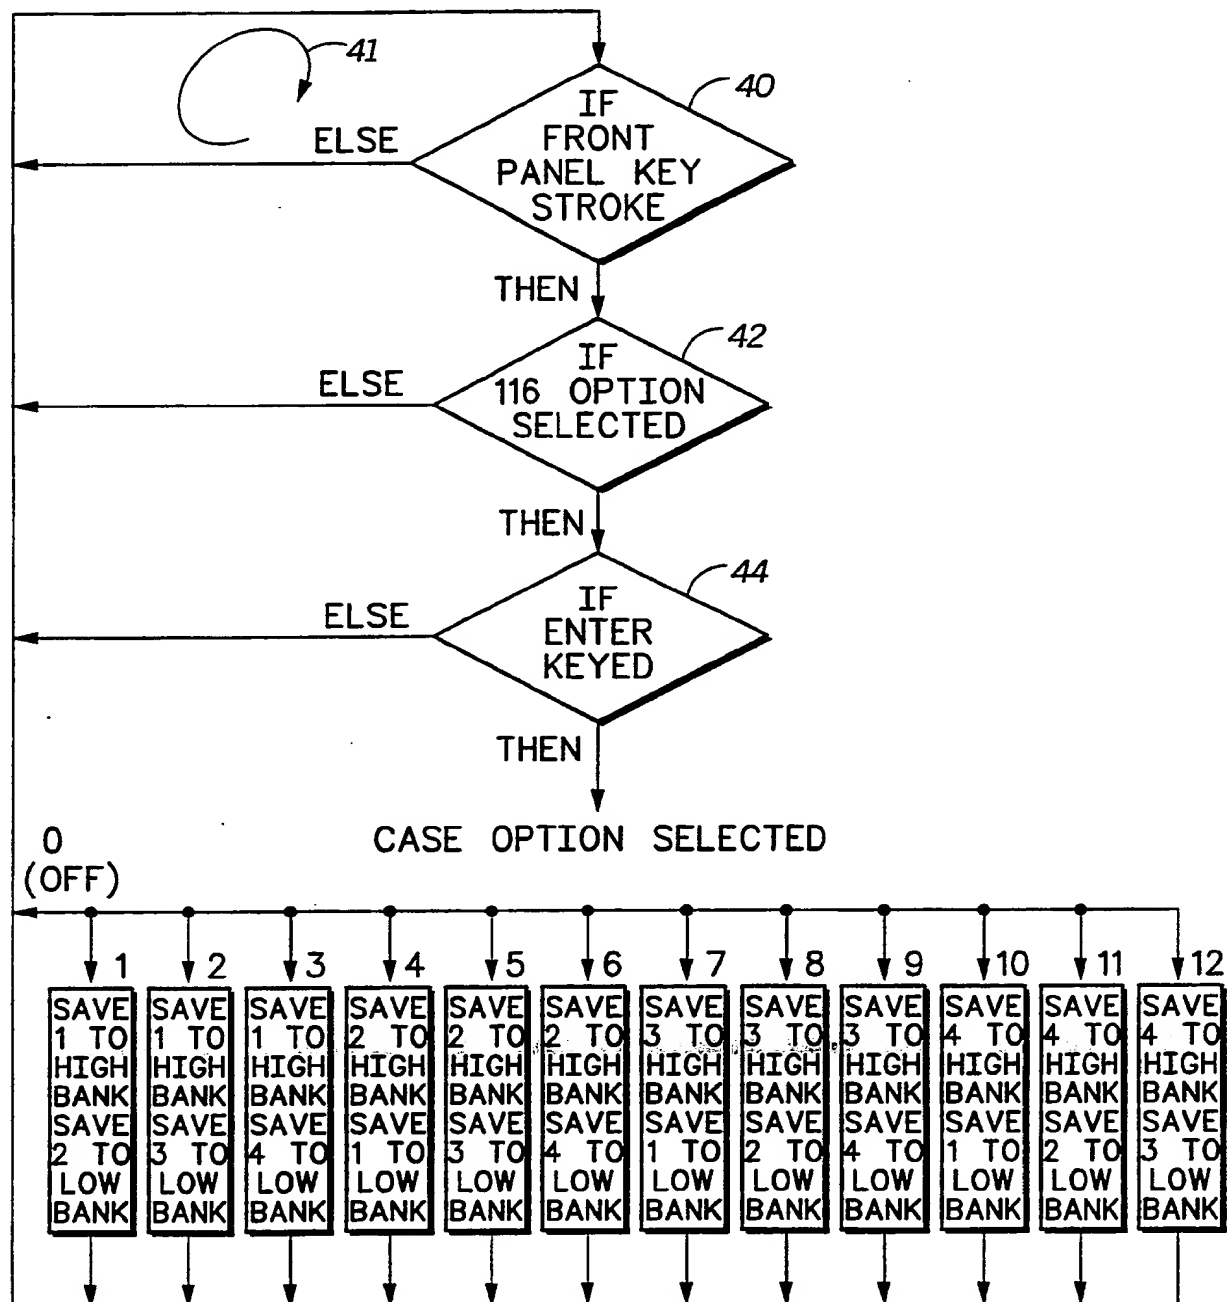 41
40
IF
FRONT
PANEL KEY
STROKE
ELSE
THEN
42
IF
116 OPTION
SELECTED
ELSE
THEN
44
IF
ENTER
KEYED
ELSE
THEN
CASE OPTION SELECTED
0
(OFF)
1 2 3 4 5 6 7 8 9 10 11 12
SAVE
1 TO
HIGH
BANK
SAVE
2 TO
LOW
BANK
SAVE
1 TO
HIGH
BANK
SAVE
3 TO
LOW
BANK
SAVE
1 TO
HIGH
BANK
SAVE
4 TO
LOW
BANK
SAVE
2 TO
HIGH
BANK
SAVE
1 TO
LOW
BANK
SAVE
2 TO
HIGH
BANK
SAVE
3 TO
LOW
BANK
SAVE
2 TO
HIGH
BANK
SAVE
4 TO
LOW
BANK
SAVE
3 TO
HIGH
BANK
SAVE
1 TO
LOW
BANK
SAVE
3 TO
HIGH
BANK
SAVE
2 TO
LOW
BANK
SAVE
3 TO
HIGH
BANK
SAVE
4 TO
LOW
BANK
SAVE
4 TO
HIGH
BANK
SAVE
1 TO
LOW
BANK
SAVE
4 TO
HIGH
BANK
SAVE
2 TO
LOW
BANK
SAVE
4 TO
HIGH
BANK
SAVE
3 TO
LOW
BANK